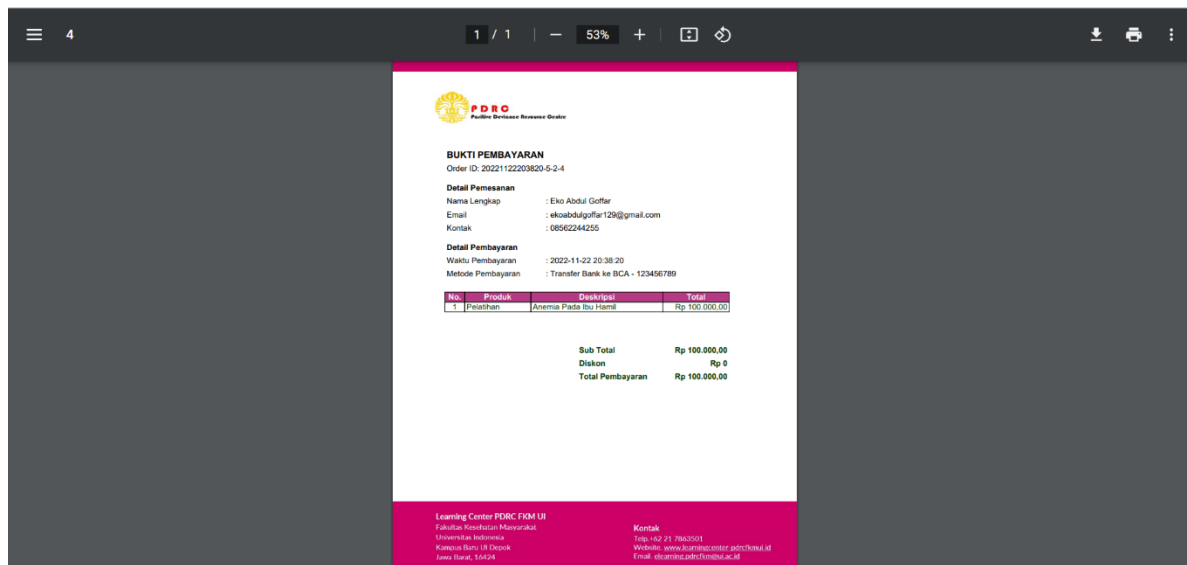 4
1 / 1 53%
PDRC
Positive Deviance Resource Centre
BUKTI PEMBAYARAN
Order ID: 20221122203820-5-2-4
Detail Pemesanan
Nama Lengkap : Eko Abdul Goffar
Email : ekoabdulgoffar129@gmail.com
Kontak : 08562244255
Detail Pembayaran
Waktu Pembayaran : 2022-11-22 20:38:20
Metode Pembayaran : Transfer Bank ke BCA - 123456789
No. Produk Deskripsi Total
1 Pelatihan Anemia Pada Ibu Hamil Rp 100.000,00
Sub Total Rp 100.000,00
Diskon Rp 0
Total Pembayaran Rp 100.000,00
Learning Center PDRC FKM UI
Fakultas Kesehatan Masyarakat
Universitas Indonesia
Kampus Baru UI Depok
Jawa Barat, 16424
Kontak
Telp.+62 21 7863501
Website. www.learningcenter-pdrcfkmui.id
Email. elearning.pdrcfkm@ui.ac.id